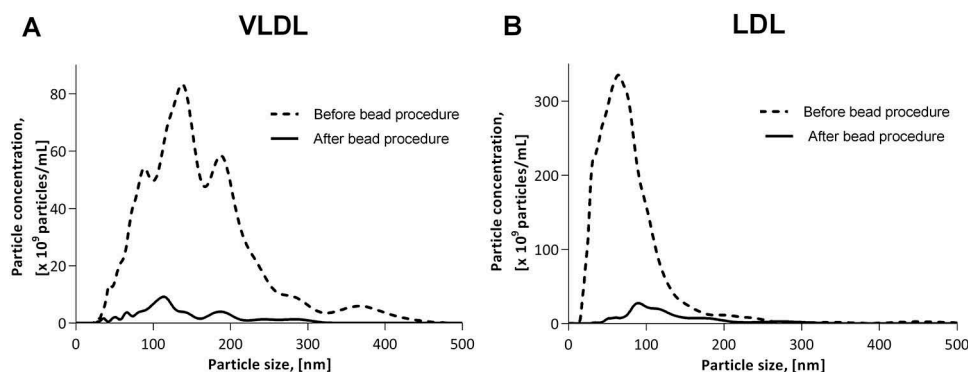 A
VLDL
Particle concentration,
[x 10⁹ particles/mL]
80
60
40
20
0
Before bead procedure
After bead procedure
0 100 200 300 400 500
Particle size, [nm]
B
LDL
Particle concentration,
[x 10⁹ particles/mL]
300
200
100
0
Before bead procedure
After bead procedure
0 100 200 300 400 500
Particle size, [nm]